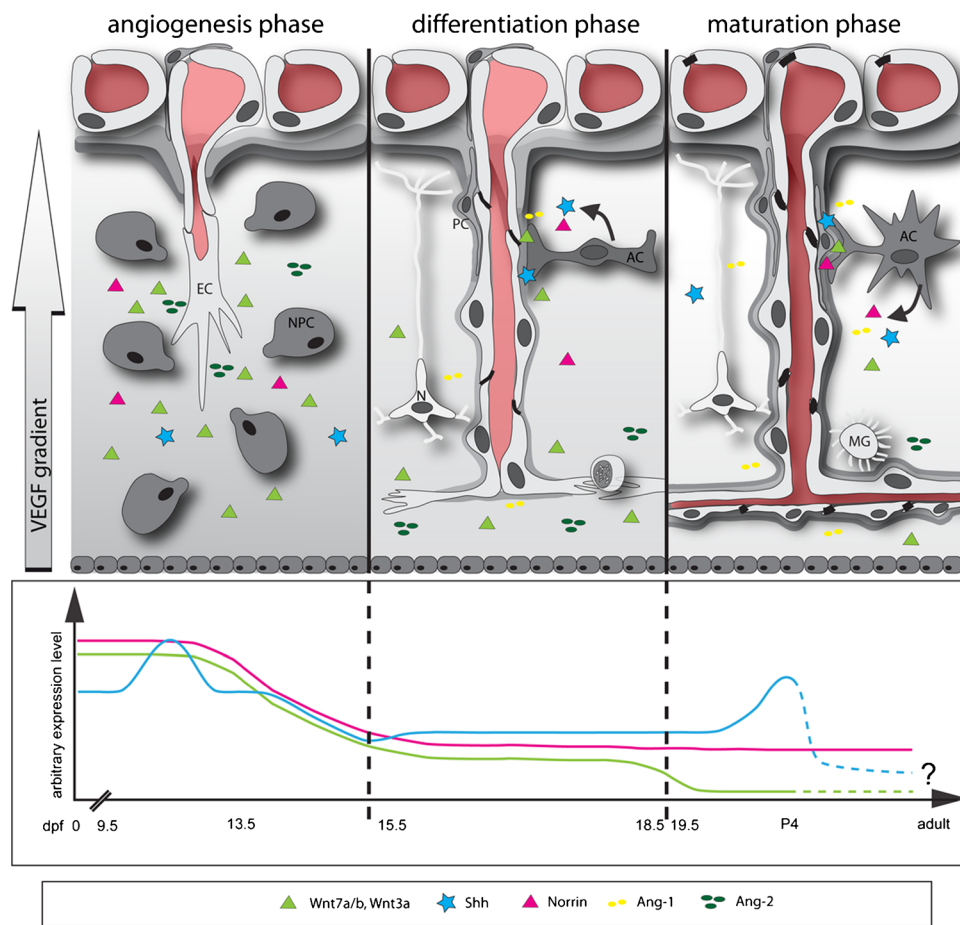 angiogenesis phase differentiation phase maturation phase
VEGF gradient
EC
NPC
PC
AC
N
AC
MG
arbitrary expression level
?
dpf 0 9.5 13.5 15.5 18.5 19.5 P4 adult
Wnt7a/b, Wnt3a Shh Norrin Ang-1 Ang-2